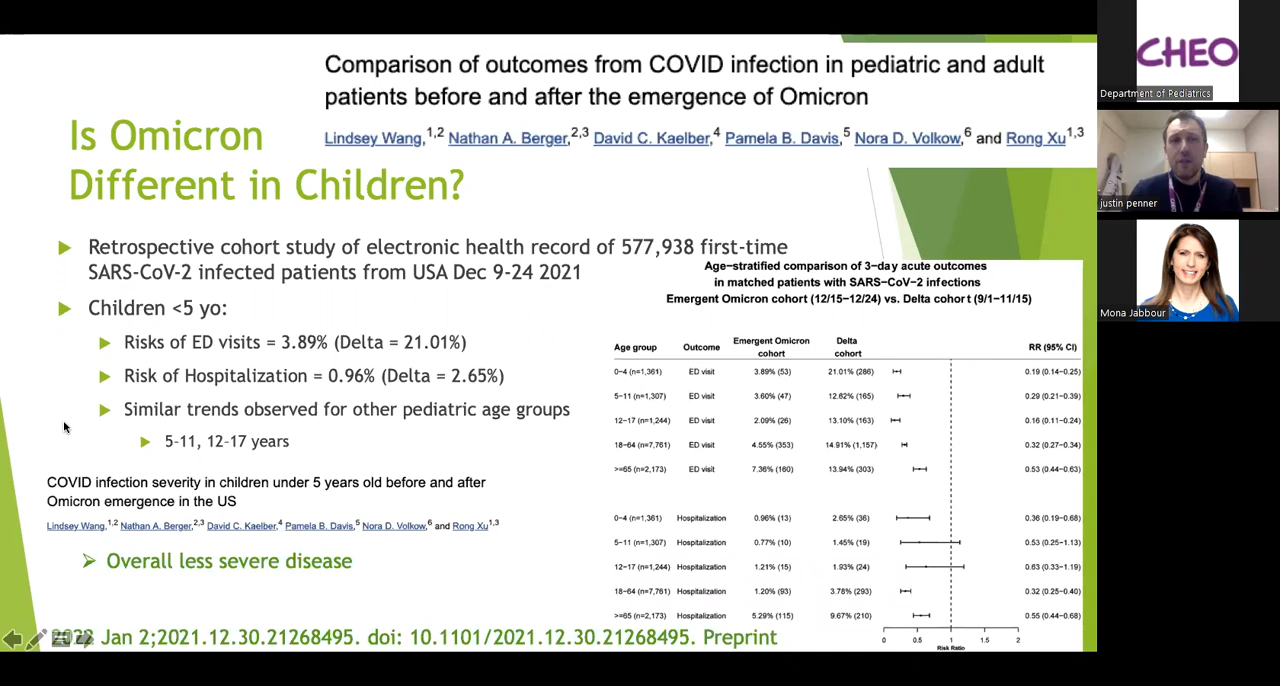 Comparison of outcomes from COVID infection in pediatric and adult
patients before and after the emergence of Omicron
Lindsey Wang,1,2 Nathan A. Berger,2,3 David C. Kaelber,4 Pamela B. Davis,5 Nora D. Volkow,6 and Rong Xu1,3
Is Omicron
Different in Children?
Retrospective cohort study of electronic health record of 577,938 first-time
SARS-CoV-2 infected patients from USA Dec 9-24 2021
Children <5 yo:
Risks of ED visits = 3.89% (Delta = 21.01%)
Risk of Hospitalization = 0.96% (Delta = 2.65%)
Similar trends observed for other pediatric age groups
5-11, 12-17 years
COVID infection severity in children under 5 years old before and after
Omicron emergence in the US
Lindsey Wang,1,2 Nathan A. Berger,2,3 David C. Kaelber,4 Pamela B. Davis,5 Nora D. Volkow,6 and Rong Xu1,3
Overall less severe disease
2022 Jan 2;2021.12.30.21268495. doi: 10.1101/2021.12.30.21268495. Preprint
Age-stratified comparison of 3-day acute outcomes
in matched patients with SARS-CoV-2 infections
Emergent Omicron cohort (12/15-12/24) vs. Delta cohort (9/1-11/15)
Age group Outcome Emergent Omicron cohort Delta cohort RR (95% CI)
0-4 (n=1,361) ED visit 3.89% (53) 21.01% (286) 0.19 (0.14-0.25)
5-11 (n=1,307) ED visit 3.60% (47) 12.62% (165) 0.29 (0.21-0.39)
12-17 (n=1,244) ED visit 2.09% (26) 13.10% (163) 0.16 (0.11-0.24)
18-64 (n=7,761) ED visit 4.55% (353) 14.91% (1,157) 0.32 (0.27-0.34)
>=65 (n=2,173) ED visit 7.36% (160) 13.94% (303) 0.53 (0.44-0.63)
0-4 (n=1,361) Hospitalization 0.96% (13) 2.65% (36) 0.36 (0.19-0.68)
5-11 (n=1,307) Hospitalization 0.77% (10) 1.45% (19) 0.53 (0.25-1.13)
12-17 (n=1,244) Hospitalization 1.21% (15) 1.93% (24) 0.63 (0.33-1.19)
18-64 (n=7,761) Hospitalization 1.20% (93) 3.78% (293) 0.32 (0.25-0.40)
>=65 (n=2,173) Hospitalization 5.29% (115) 9.67% (210) 0.55 (0.44-0.68)
0 0.5 1 1.5 2
Risk Ratio
CHEO
Department of Pediatrics
justin penner
Mona Jabbour